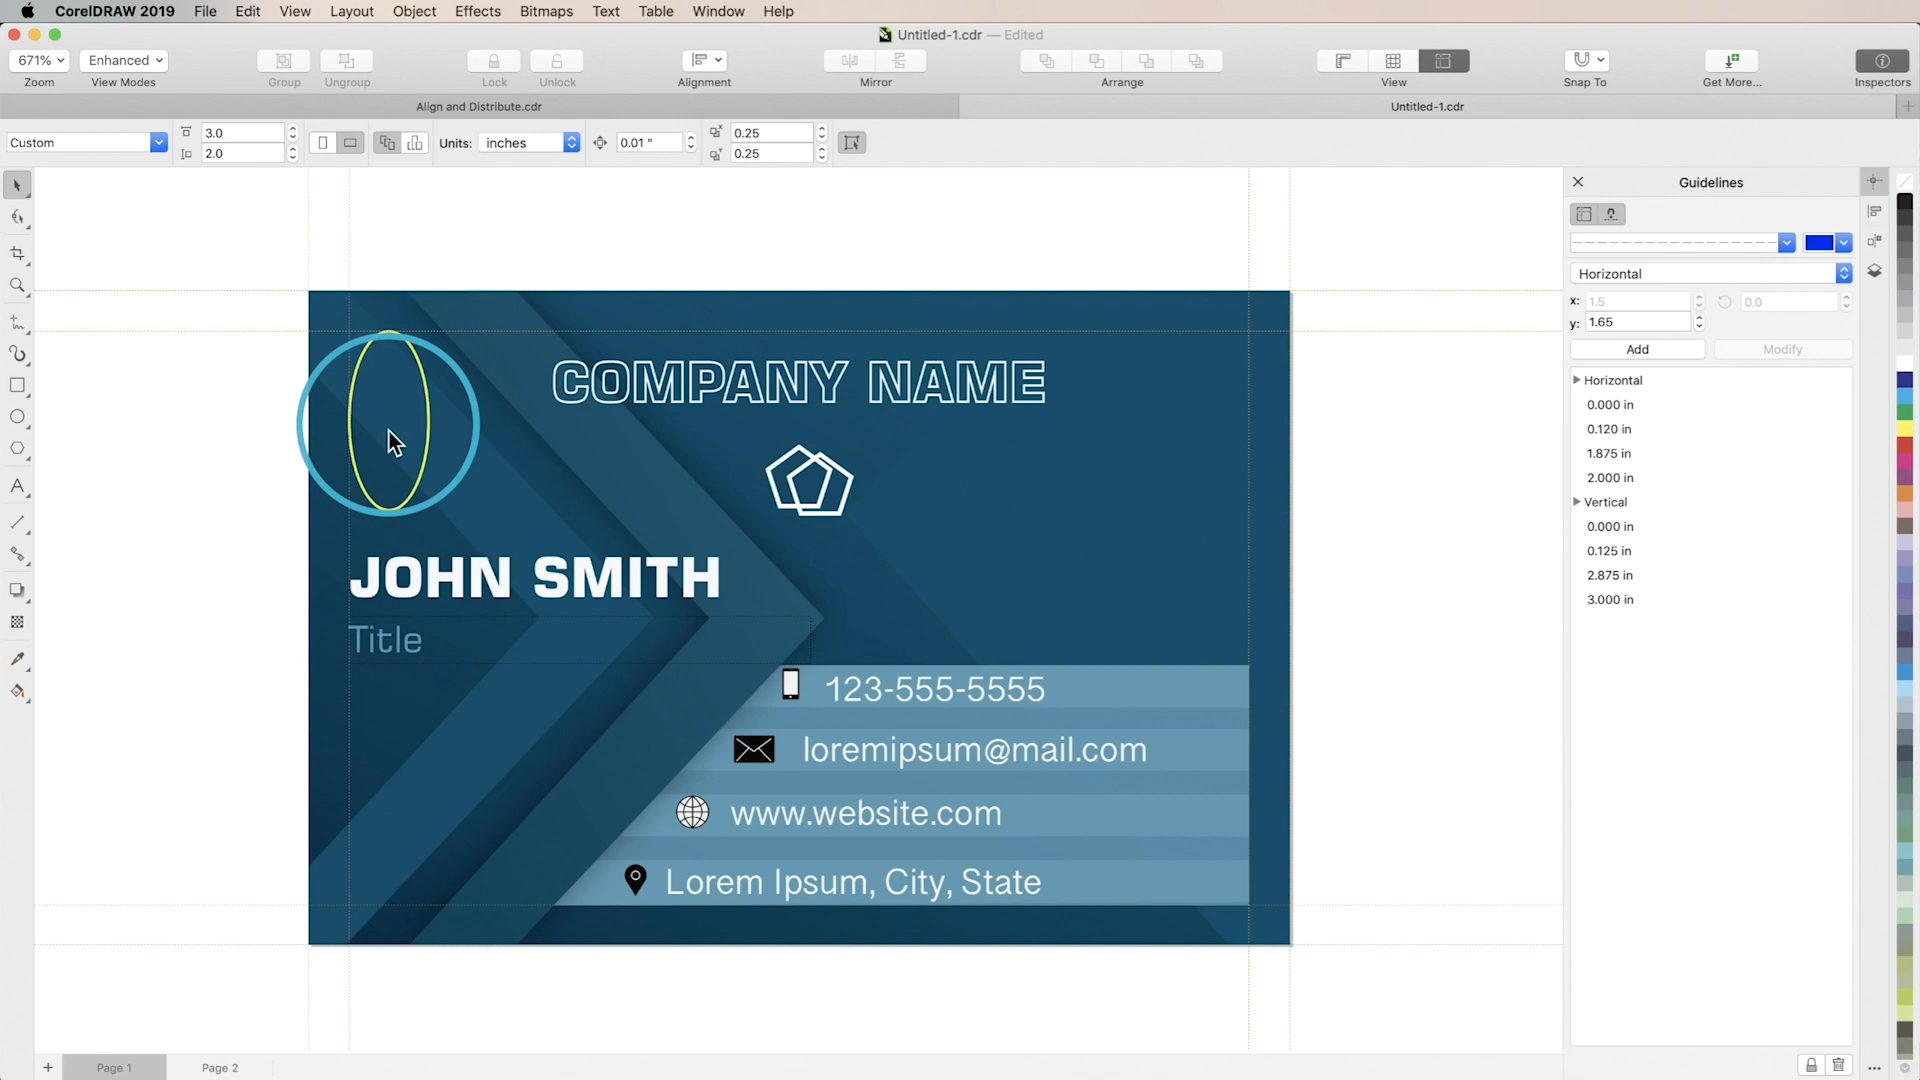 CorelDRAW 2019 File Edit View Layout Object Effects Bitmaps Text Table Window Help
Untitled-1.cdr — Edited
671% Enhanced
Zoom View Modes Group Ungroup Lock Unlock Alignment Mirror Arrange View Snap To Get More... Inspectors
Align and Distribute.cdr Untitled-1.cdr
Custom 3.0 2.0 Units: inches 0.01 " 0.25 0.25
Guidelines
Horizontal
x: 1.5 0.0
y: 1.65
Add Modify
Horizontal
0.000 in
0.120 in
1.875 in
2.000 in
Vertical
0.000 in
0.125 in
2.875 in
3.000 in
COMPANY NAME
JOHN SMITH
Title
123-555-5555
loremipsum@mail.com
www.website.com
Lorem Ipsum, City, State
Page 1 Page 2